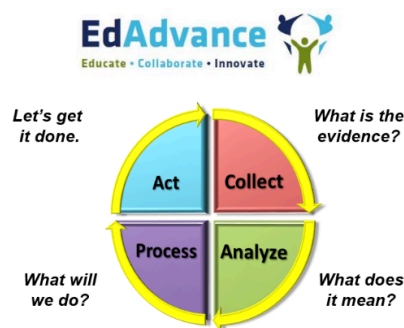 EdAdvance
Educate • Collaborate • Innovate
Let's get
it done.
What is the
evidence?
Act
Collect
Process
Analyze
What will
we do?
What does
it mean?